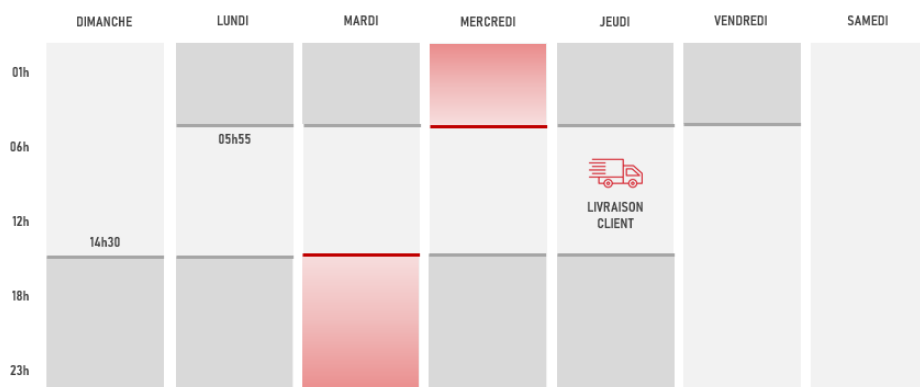 DIMANCHE LUNDI MARDI MERCREDI JEUDI VENDREDI SAMEDI
01h
05h55
06h
LIVRAISON
12h
CLIENT
14h30
18h
23h